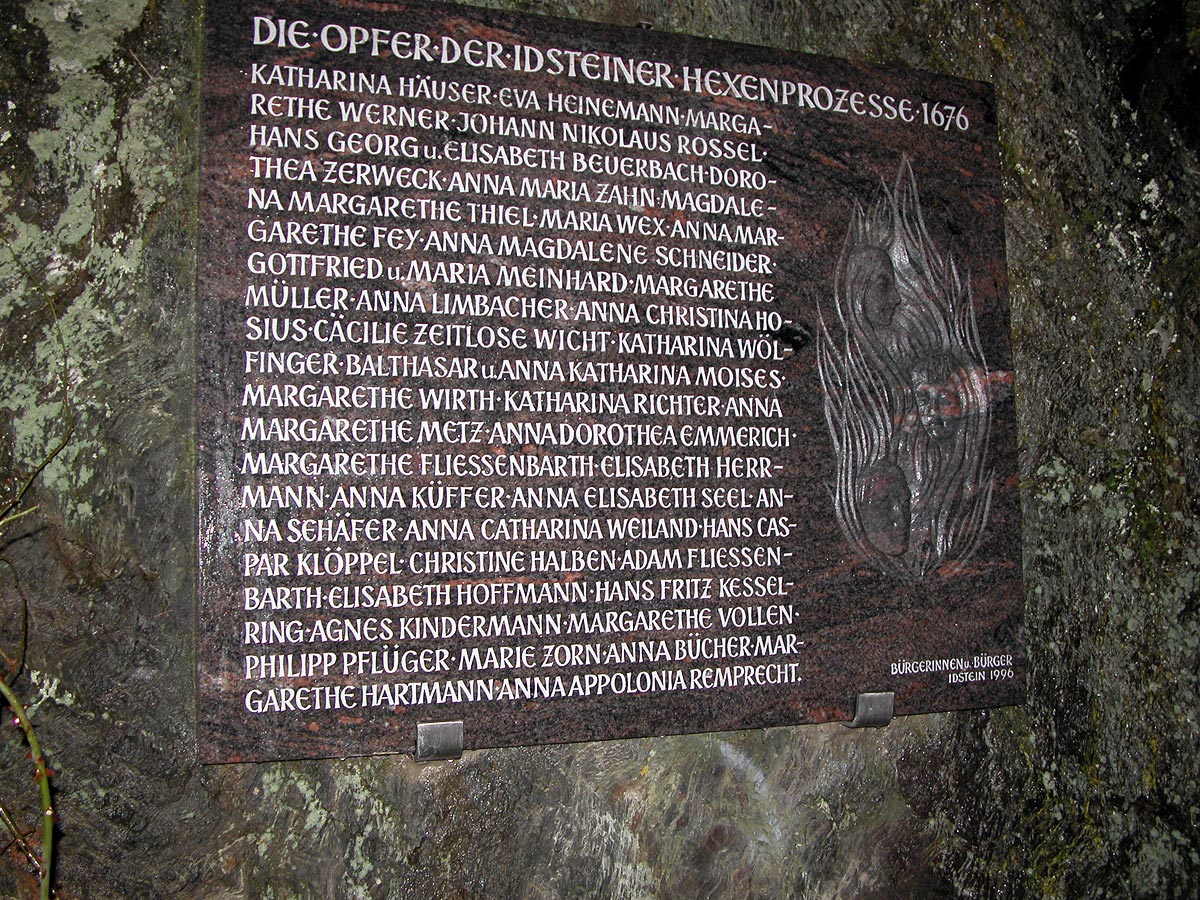 DIE·OPFER·DER·IDSTEINER·HEXENPROZESSE·1676
KATHARINA HÄUSER·EVA HEINEMANN·MARGA-
RETHE WERNER·JOHANN NIKOLAUS ROSSEL·
HANS GEORG u. ELISABETH BEUERBACH·DORO-
THEA ZERWECK·ANNA MARIA ZAHN·MAGDALE-
NA MARGARETHE THIEL·MARIA WEX·ANNA MAR-
GARETHE FEY·ANNA MAGDALENE SCHNEIDER·
GOTTFRIED u. MARIA MEINHARD·MARGARETHE
MÜLLER·ANNA LIMBACHER·ANNA CHRISTINA HO-
SIUS·CÄCILIE ZEITLOSE WICHT·KATHARINA WÖL-
FINGER·BALTHASAR u. ANNA KATHARINA MOISES·
MARGARETHE WIRTH·KATHARINA RICHTER·ANNA
MARGARETHE METZ·ANNA DOROTHEA EMMERICH·
MARGARETHE FLIESSENBARTH·ELISABETH HERR-
MANN·ANNA KÜFFER·ANNA ELISABETH SEEL·AN-
NA SEHÄFER·ANNA CATHARINA WEILAND·HANS CAS-
PAR KLÖPPEL·CHRISTINE HALBEN·ADAM FLIESSEN-
BARTH·ELISABETH HOFFMANN·HANS FRITZ KESSEL-
RING·AGNES KINDERMANN·MARGARETHE VOLLEN·
PHILIPP PFLÜGER·MARIE ZORN·ANNA BÜCHER·MAR-
GARETHE HARTMANN·ANNA APPOLONIA REMPRECHT.
BÜRGERINNEN u. BÜRGER
IDSTEIN 1996